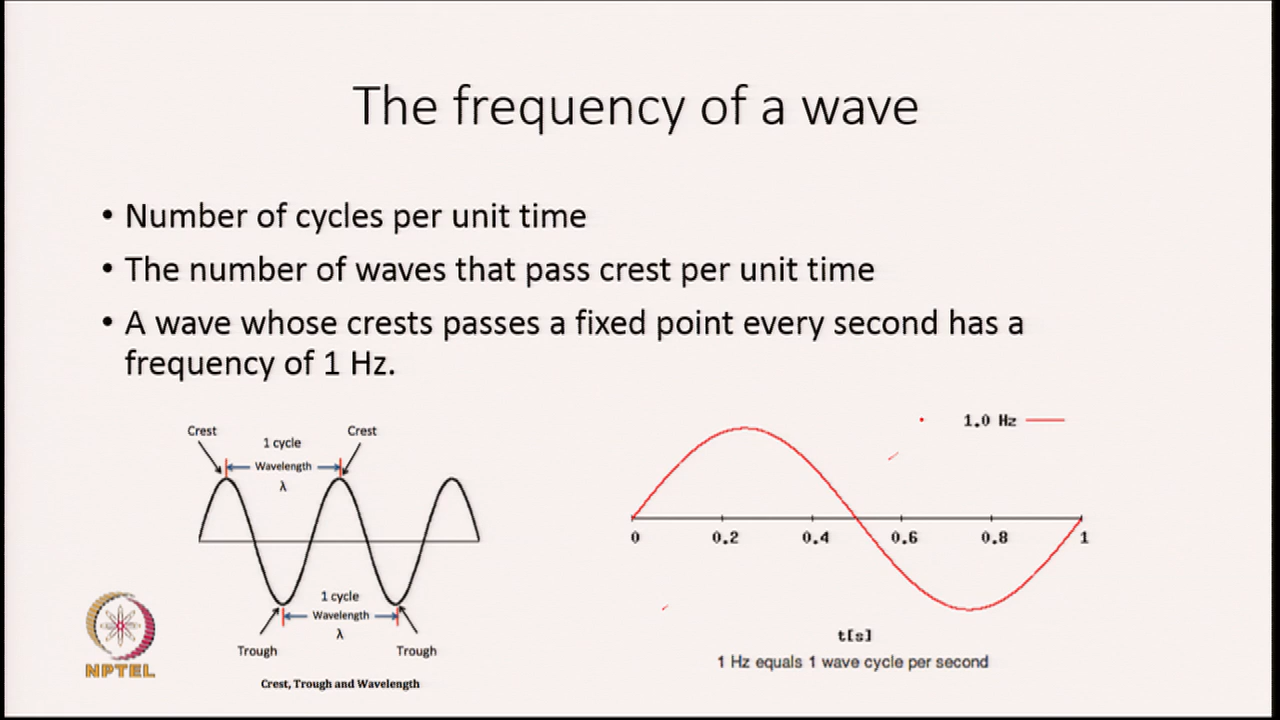 The frequency of a wave
• Number of cycles per unit time
• The number of waves that pass crest per unit time
• A wave whose crests passes a fixed point every second has a
frequency of 1 Hz.
Crest
Crest
1 cycle
Wavelength
λ
1 cycle
Wavelength
λ
Trough
Trough
Crest, Trough and Wavelength
1.0 Hz
0 0.2 0.4 0.6 0.8 1
t[s]
1 Hz equals 1 wave cycle per second
NPTEL